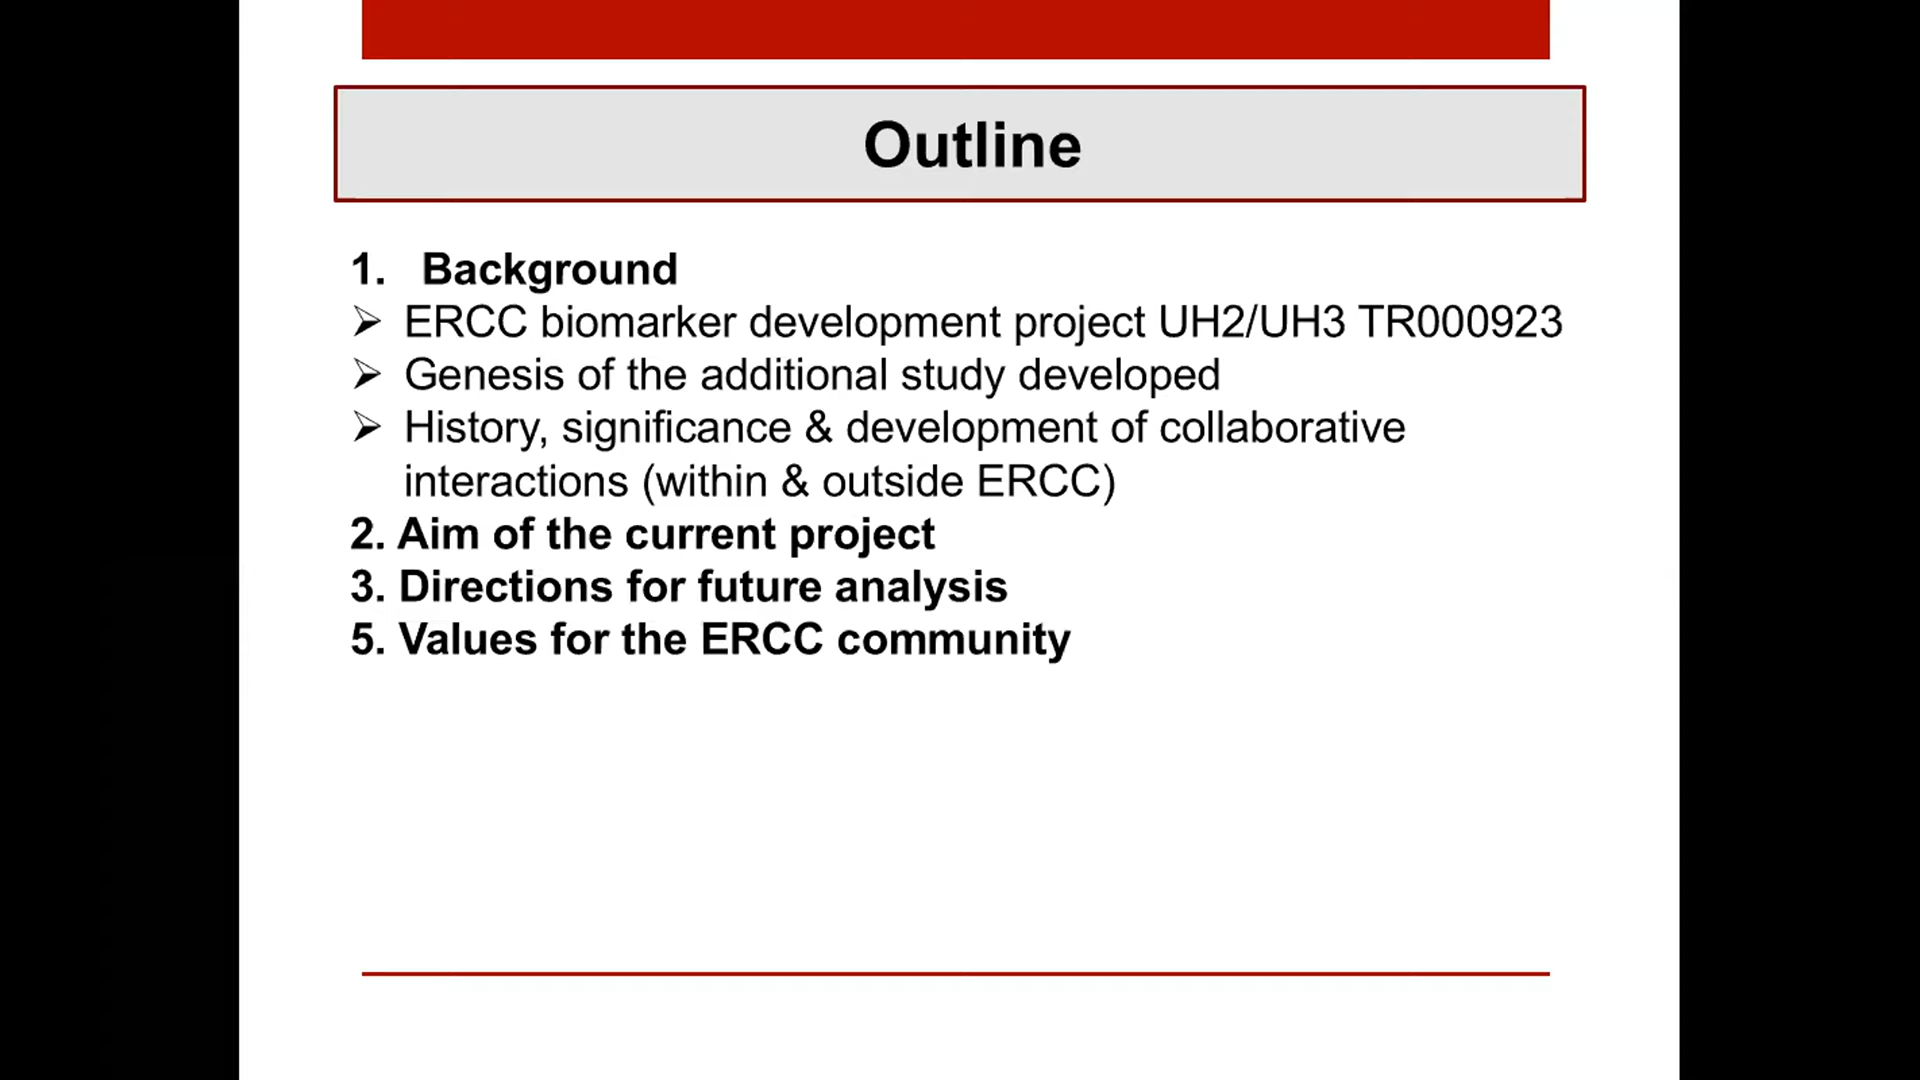 Outline
1. Background
➢ ERCC biomarker development project UH2/UH3 TR000923
➢ Genesis of the additional study developed
➢ History, significance & development of collaborative
interactions (within & outside ERCC)
2. Aim of the current project
3. Directions for future analysis
5. Values for the ERCC community